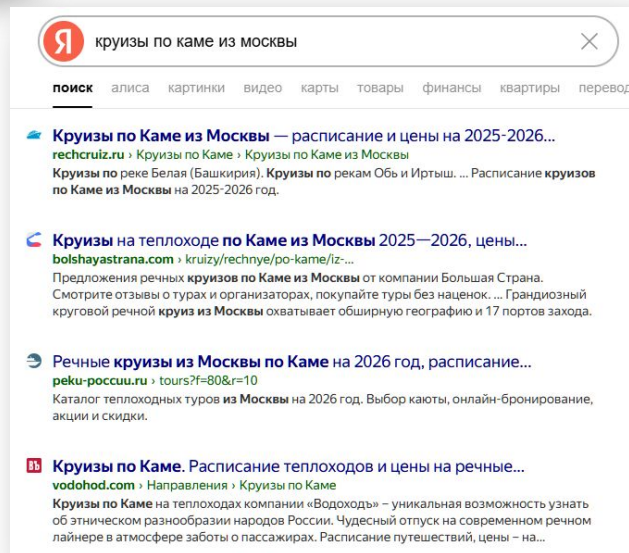 Я круизы по каме из москвы
поиск алиса картинки видео карты товары финансы квартиры перевод
Круизы по Каме из Москвы — расписание и цены на 2025-2026...
rechcruiz.ru › Круизы по Каме › Круизы по Каме из Москвы
Круизы по реке Белая (Башкирия). Круизы по рекам Обь и Иртыш. ... Расписание круизов
по Каме из Москвы на 2025-2026 год.
Круизы на теплоходе по Каме из Москвы 2025—2026, цены...
bolshayastrana.com › kruizy/rechnye/po-kame/iz-...
Предложения речных круизов по Каме из Москвы от компании Большая Страна.
Смотрите отзывы о турах и организаторах, покупайте туры без наценок. ... Грандиозный
круговой речной круиз из Москвы охватывает обширную географию и 17 портов захода.
Речные круизы из Москвы по Каме на 2026 год, расписание...
реки-россии.ru › tours?f=80&r=10
Каталог теплоходных туров из Москвы на 2026 год. Выбор каюты, онлайн-бронирование,
акции и скидки.
ВЪ Круизы по Каме. Расписание теплоходов и цены на речные...
vodohod.com › Направления › Круизы по Каме
Круизы по Каме на теплоходах компании «Водоходъ» – уникальная возможность узнать
об этническом разнообразии народов России. Чудесный отпуск на современном речном
лайнере в атмосфере заботы о пассажирах. Расписание путешествий, цены – на...